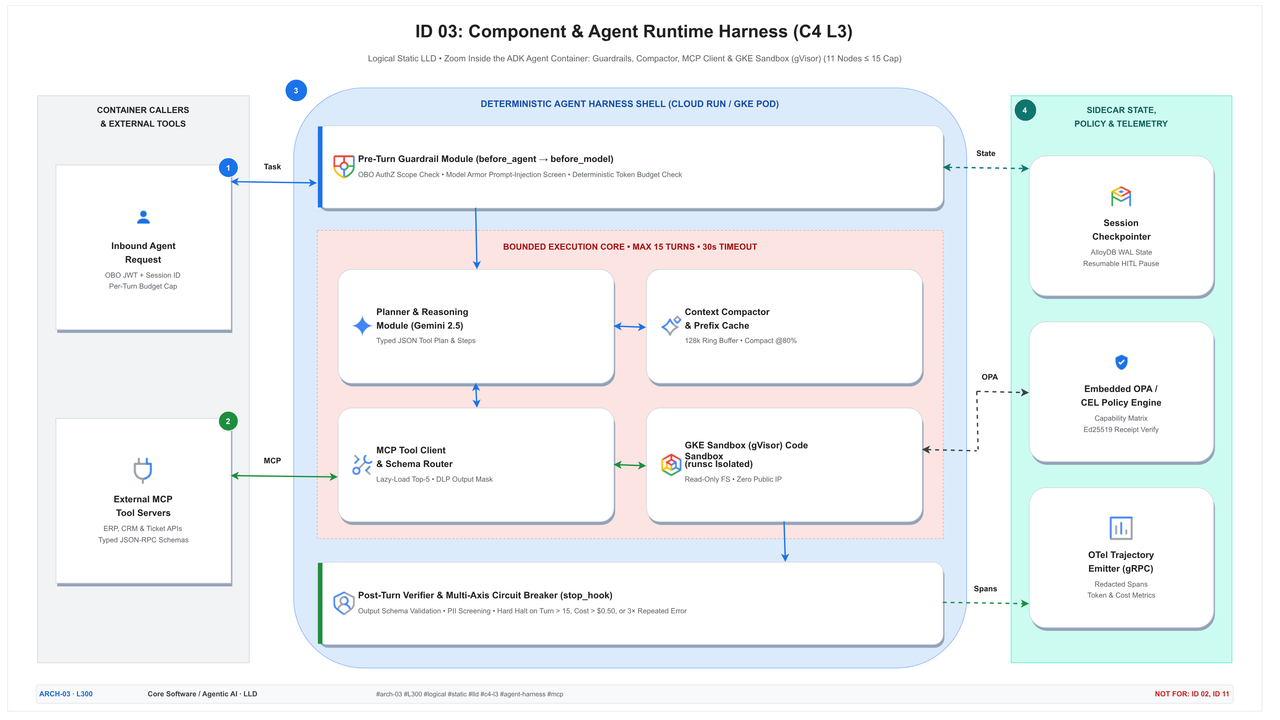 ID 03: Component & Agent Runtime Harness (C4 L3)
Logical Static LLD • Zoom Inside the ADK Agent Container: Guardrails, Compactor, MCP Client & GKE Sandbox (gVisor) (11 Nodes ≤ 15 Cap)
CONTAINER CALLERS
& EXTERNAL TOOLS
1
Inbound Agent
Request
OBO JWT + Session ID
Per-Turn Budget Cap
2
External MCP
Tool Servers
ERP, CRM & Ticket APIs
Typed JSON-RPC Schemas
Task
MCP
3
DETERMINISTIC AGENT HARNESS SHELL (CLOUD RUN / GKE POD)
Pre-Turn Guardrail Module (before_agent → before_model)
OBO AuthZ Scope Check • Model Armor Prompt-Injection Screen • Deterministic Token Budget Check
BOUNDED EXECUTION CORE • MAX 15 TURNS • 30s TIMEOUT
Planner & Reasoning
Module (Gemini 2.5)
Typed JSON Tool Plan & Steps
Context Compactor
& Prefix Cache
128k Ring Buffer • Compact @80%
MCP Tool Client
& Schema Router
Lazy-Load Top-5 • DLP Output Mask
GKE Sandbox (gVisor) Code
Sandbox
(runsc Isolated)
Read-Only FS • Zero Public IP
Post-Turn Verifier & Multi-Axis Circuit Breaker (stop_hook)
Output Schema Validation • PII Screening • Hard Halt on Turn > 15, Cost > $0.50, or 3× Repeated Error
State
OPA
Spans
4
SIDECAR STATE,
POLICY & TELEMETRY
Session
Checkpointer
AlloyDB WAL State
Resumable HITL Pause
Embedded OPA /
CEL Policy Engine
Capability Matrix
Ed25519 Receipt Verify
OTel Trajectory
Emitter (gRPC)
Redacted Spans
Token & Cost Metrics
ARCH-03 · L300
Core Software / Agentic AI · LLD
#arch-03 #L300 #logical #static #lld #c4-l3 #agent-harness #mcp
NOT FOR: ID 02, ID 11